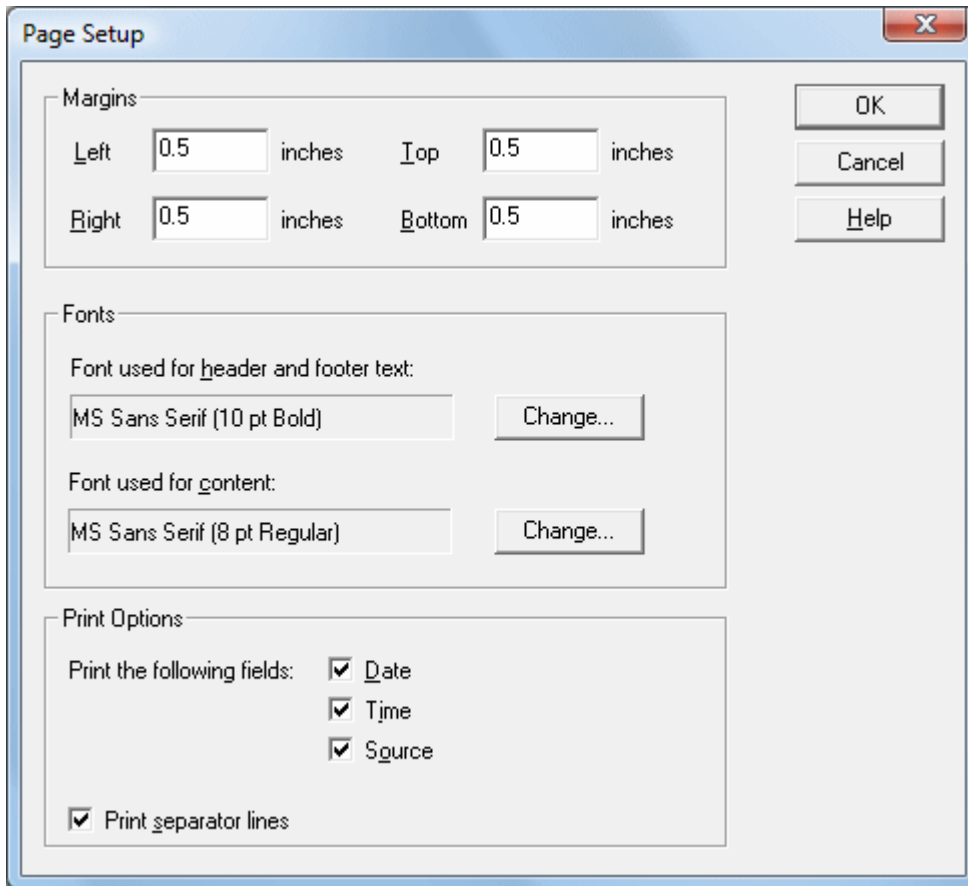 Page Setup
Margins
Left 0.5 inches Top 0.5 inches
Right 0.5 inches Bottom 0.5 inches
OK
Cancel
Help
Fonts
Font used for header and footer text:
MS Sans Serif (10 pt Bold) Change...
Font used for content:
MS Sans Serif (8 pt Regular) Change...
Print Options
Print the following fields: Date
Time
Source
Print separator lines